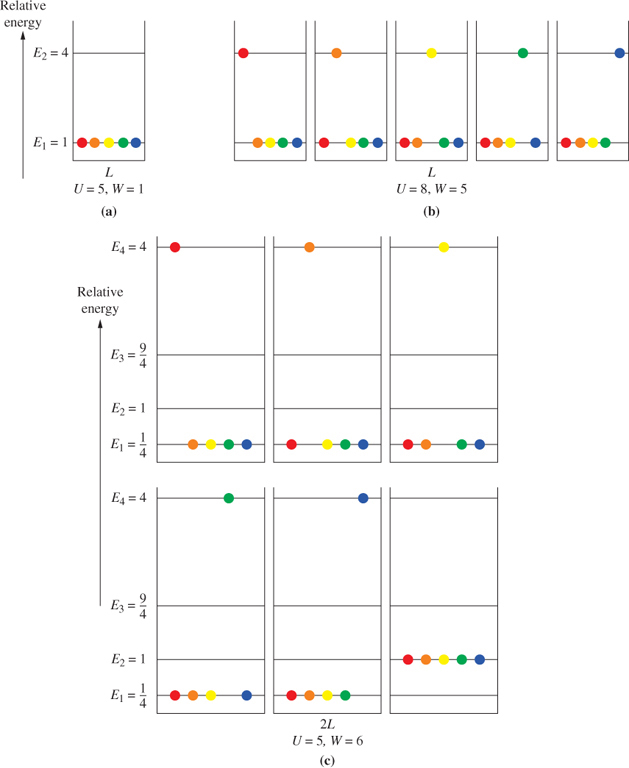 Relative
energy
E₂ = 4
E₁ = 1
L
U = 5, W = 1
(a)
L
U = 8, W = 5
(b)
Relative
energy
E₄ = 4
E₃ = 9/4
E₂ = 1
E₁ = 1/4
E₄ = 4
E₃ = 9/4
E₂ = 1
E₁ = 1/4
2L
U = 5, W = 6
(c)